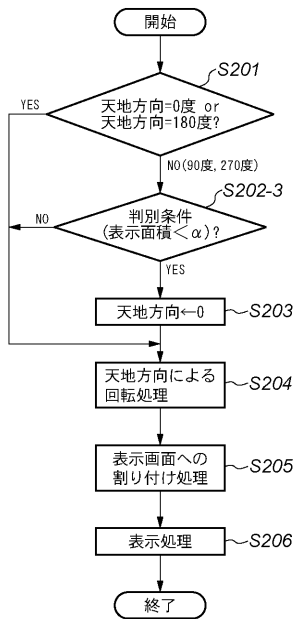 開始
S201
YES
天地方向=0度 or
天地方向=180度?
NO(90度,270度)
S202-3
NO
判別条件
(表示面積<α)?
YES
天地方向←0
S203
天地方向による
回転処理
S204
表示画面への
割り付け処理
S205
表示処理
S206
終了